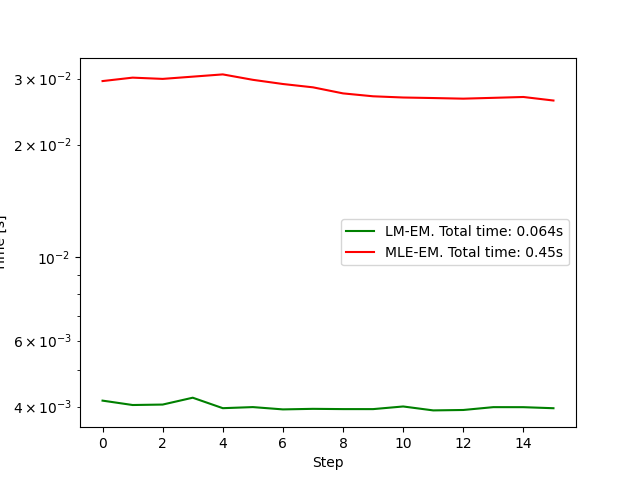 3 × 10⁻²
2 × 10⁻²
10⁻²
6 × 10⁻³
4 × 10⁻³
LM-EM. Total time: 0.064s
MLE-EM. Total time: 0.45s
0 2 4 6 8 10 12 14
Step